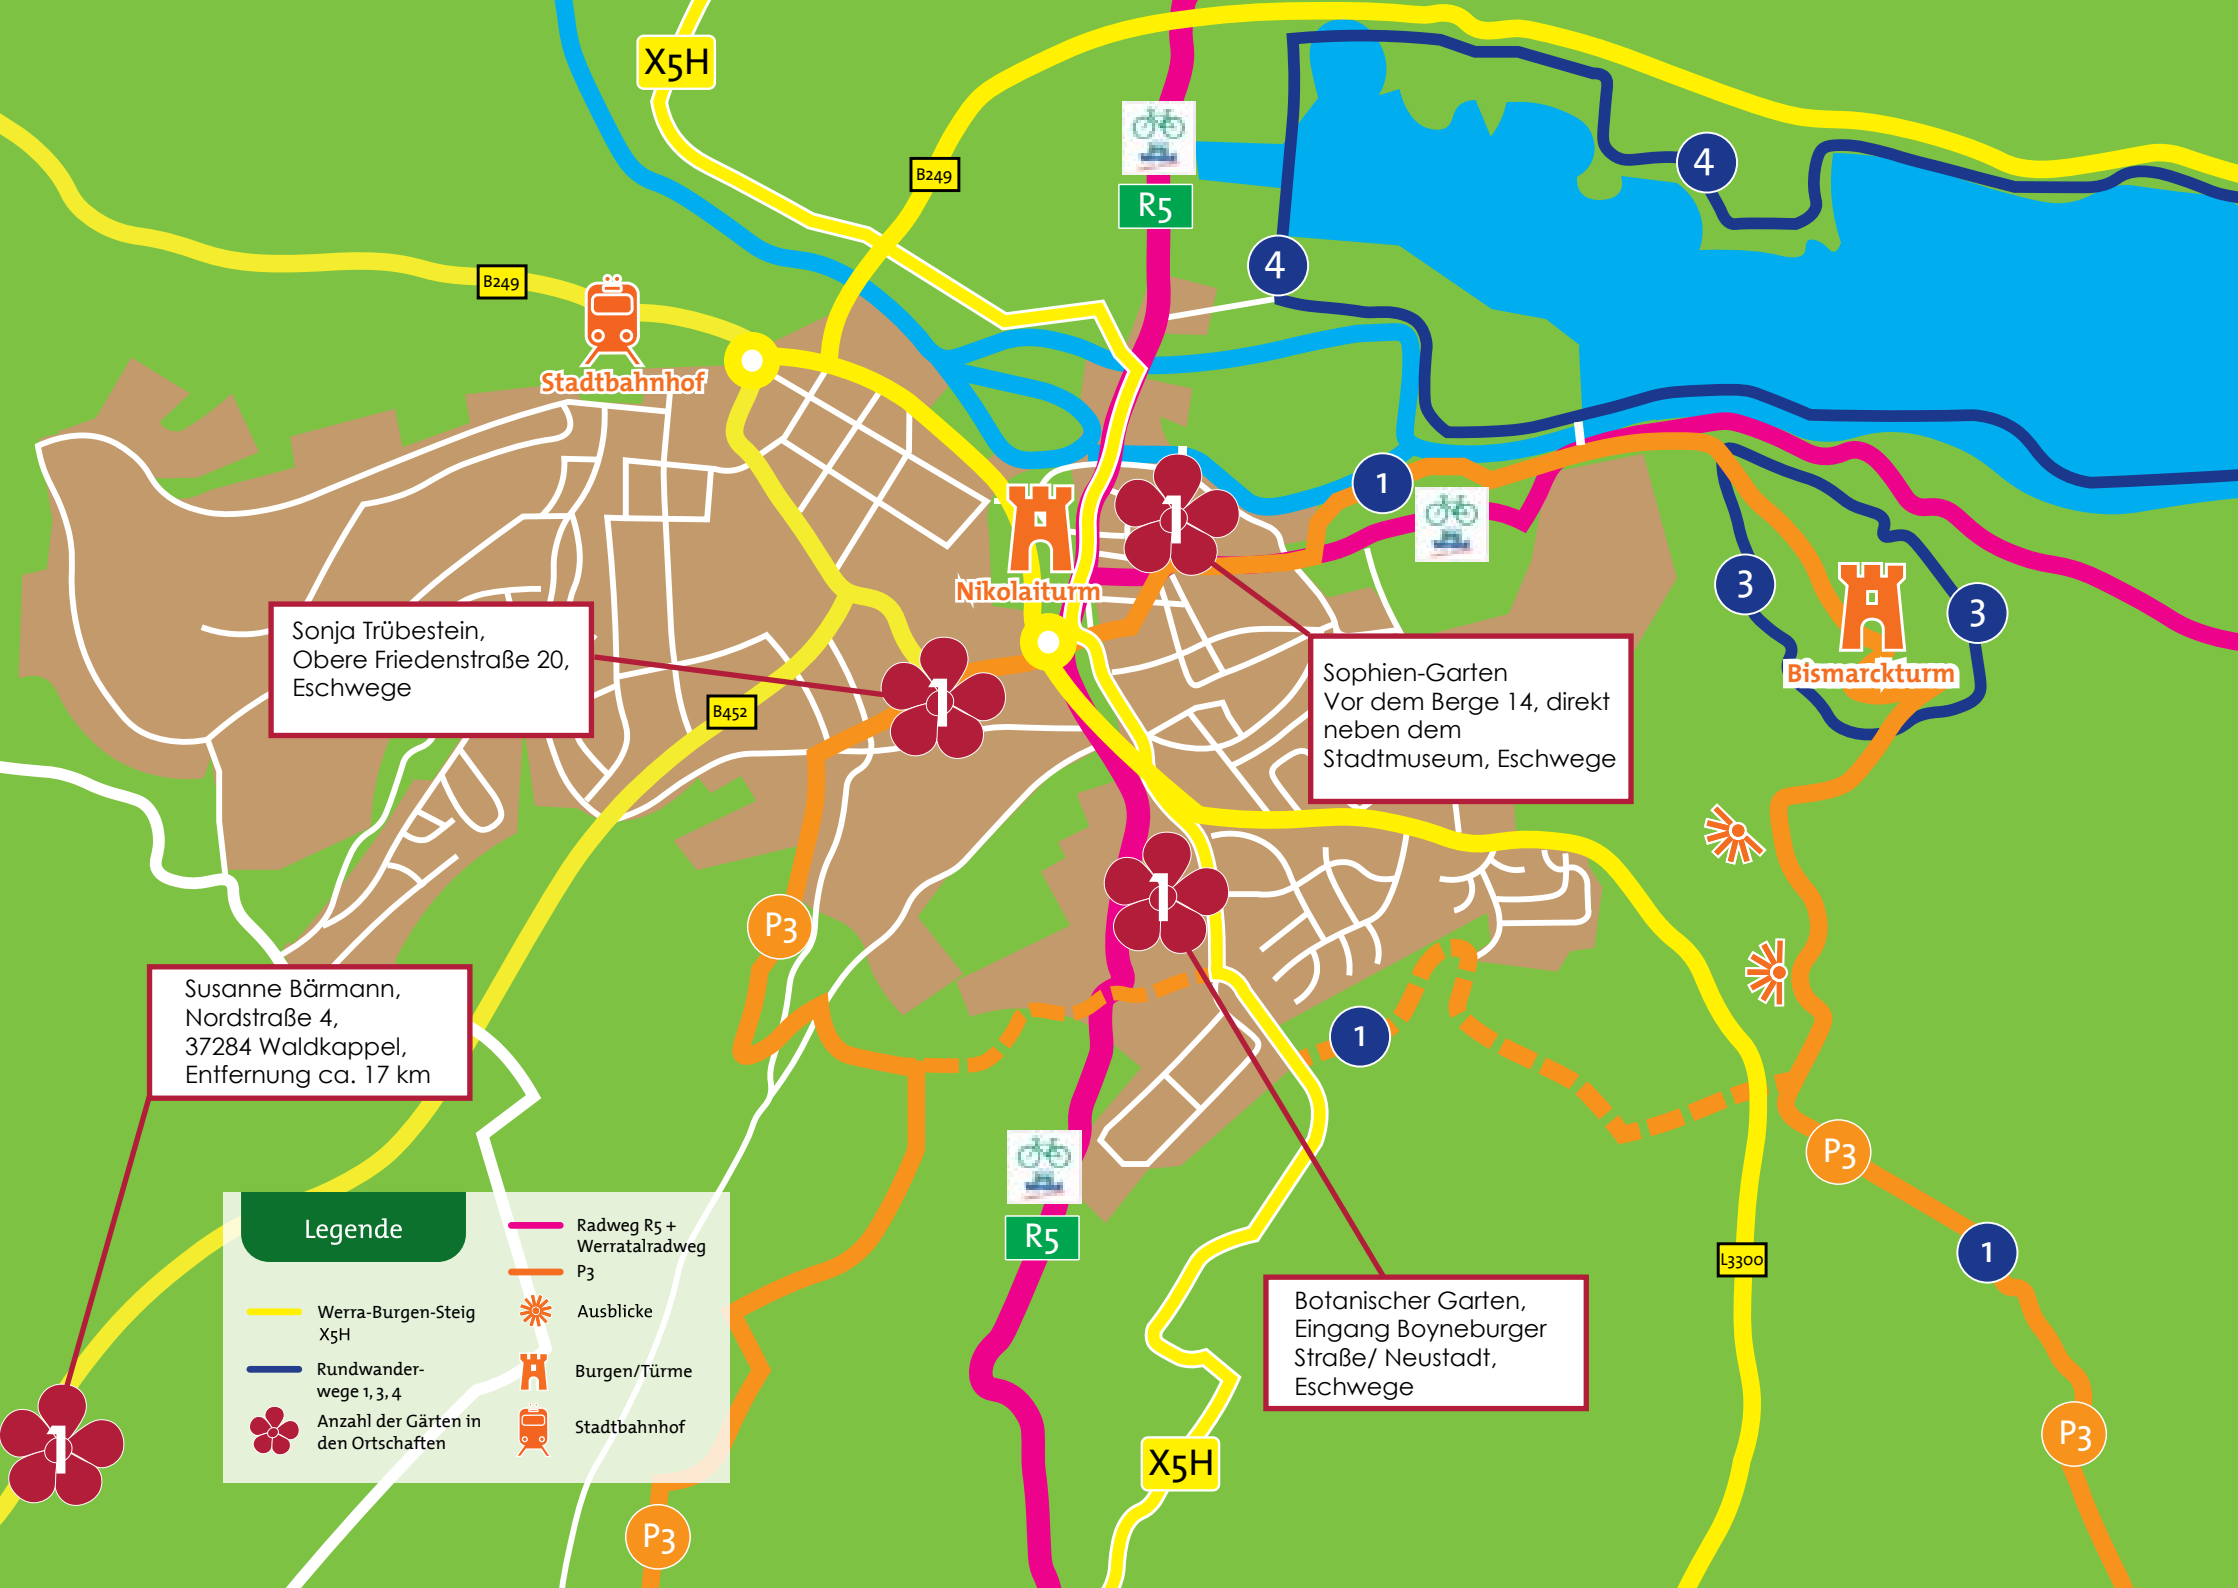 X5H
B249
4
R5
4
B249
Stadtbahnhof
1
1
3
3
Nikolaiturm
Bismarckturm
Sonja Trübestein,
Obere Friedenstraße 20,
Eschwege
1
B452
Sophien-Garten
Vor dem Berge 14, direkt
neben dem
Stadtmuseum, Eschwege
1
P3
Susanne Bärmann,
Nordstraße 4,
37284 Waldkappel,
Entfernung ca. 17 km
1
P3
R5
L3300
1
Botanischer Garten,
Eingang Boyneburger
Straße/ Neustadt,
Eschwege
P3
X5H
1
P3
Legende
Werra-Burgen-Steig
X5H
Rundwander-
wege 1, 3, 4
Anzahl der Gärten in
den Ortschaften
Radweg R5 +
Werratalradweg
P3
Ausblicke
Burgen/Türme
Stadtbahnhof